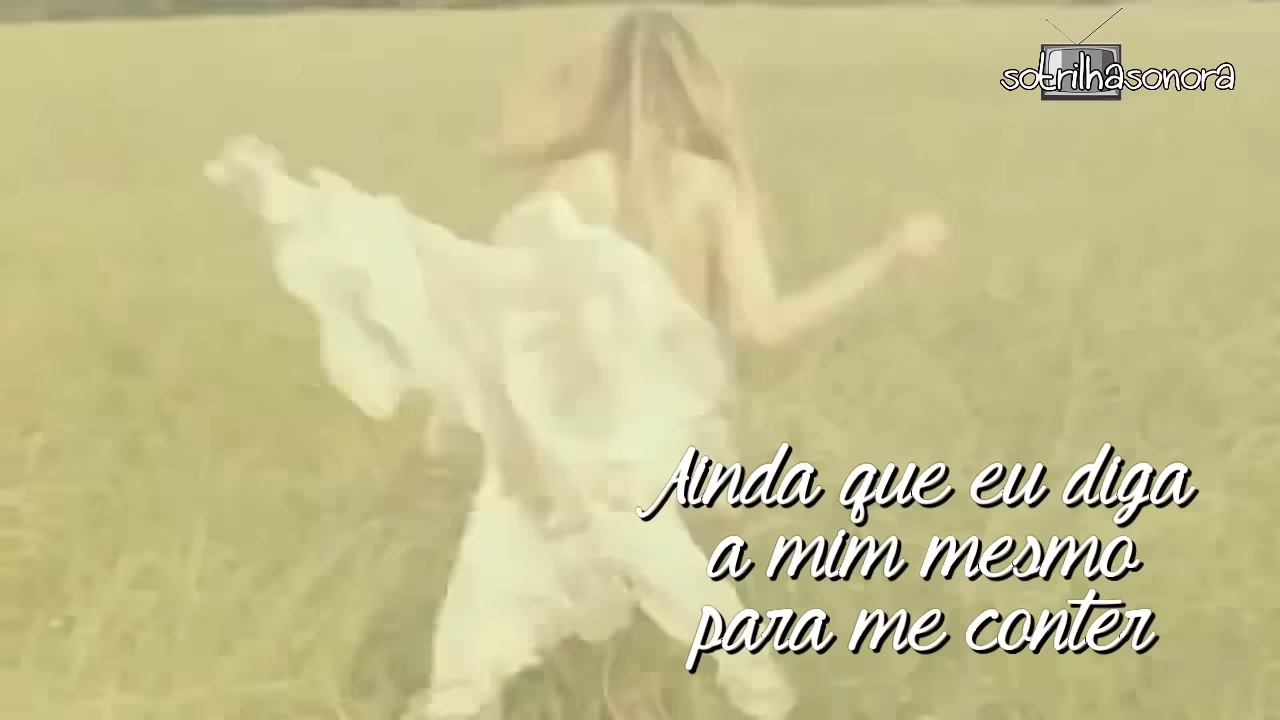 sotrilhasonora
Ainda que eu diga
a mim mesmo
para me conter